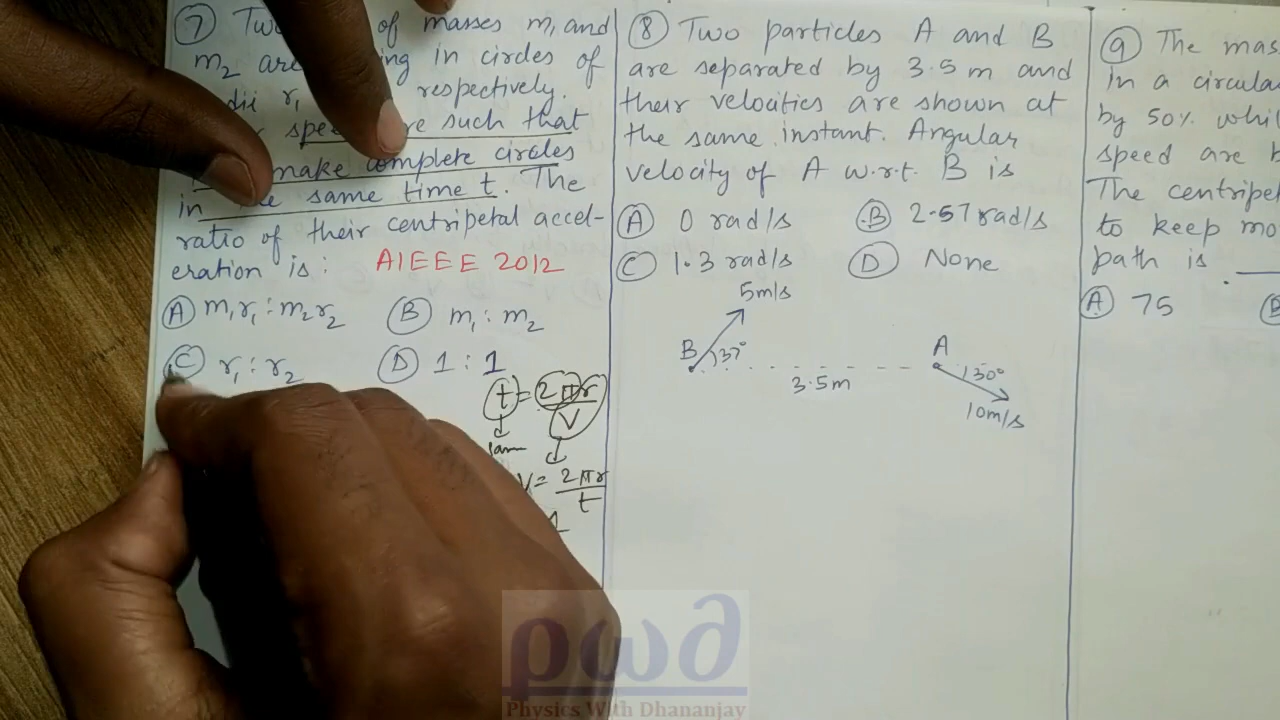 ⑦ Two of masses m₁ and
m₂ are ing in circles of
dii r₁ respectively.
spee re such that
make complete circles
in the same time t. The
ratio of their centripetal accel-
eration is: AIEEE 2012
Ⓐ m₁r₁ : m₂r₂ Ⓑ m₁ : m₂
Ⓒ r₁ : r₂ Ⓓ 1 : 1
t = 2πr
V
V = 2πr
t
⑧ Two particles A and B
are separated by 3.5 m and
their velocities are shown at
the same instant. Angular
velocity of A w.r.t. B is
Ⓐ 0 rad/s Ⓑ 2.57 rad/s
Ⓒ 1.3 rad/s Ⓓ None
5m/s
B 37° A 30°
3.5m
10m/s
⑨ The mas
in a circula
by 50% whi
speed are b
The centripe
to keep mo
path is
Ⓐ 75
pwd
Physics With Dhananjay